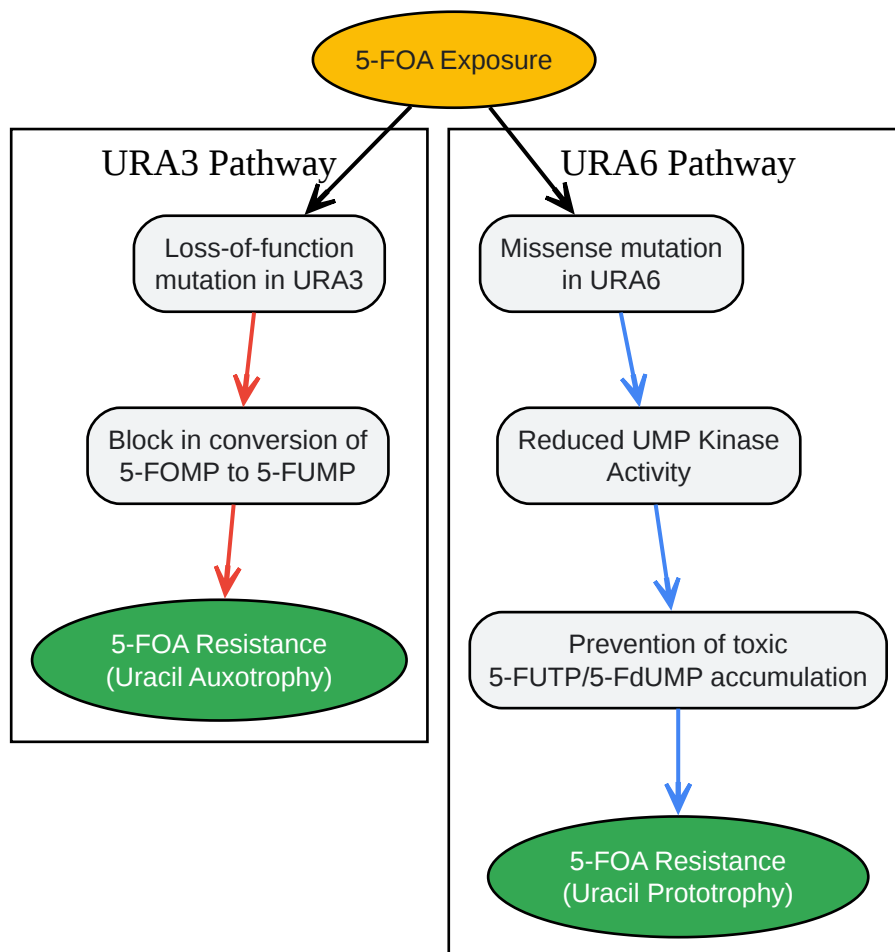 5-FOA Exposure
URA3 Pathway
Loss-of-function
mutation in URA3
Block in conversion of
5-FOMP to 5-FUMP
5-FOA Resistance
(Uracil Auxotrophy)
URA6 Pathway
Missense mutation
in URA6
Reduced UMP Kinase
Activity
Prevention of toxic
5-FUTP/5-FdUMP accumulation
5-FOA Resistance
(Uracil Prototrophy)